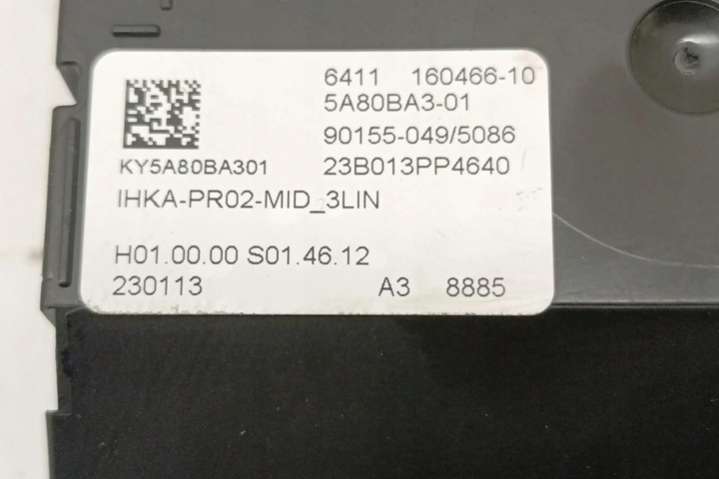 6411 160466-10
5A80BA3-01
90155-049/5086
KY5A80BA301 23B013PP4640
IHKA-PR02-MID_3LIN
H01.00.00 S01.46.12
230113 A3 8885